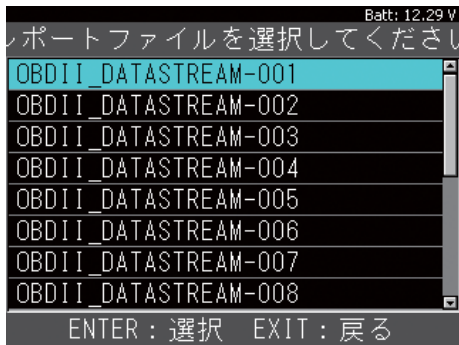 Batt: 12.29 V
レポートファイルを選択してください
OBDII_DATASTREAM-001
OBDII_DATASTREAM-002
OBDII_DATASTREAM-003
OBDII_DATASTREAM-004
OBDII_DATASTREAM-005
OBDII_DATASTREAM-006
OBDII_DATASTREAM-007
OBDII_DATASTREAM-008
ENTER：選択 EXIT：戻る